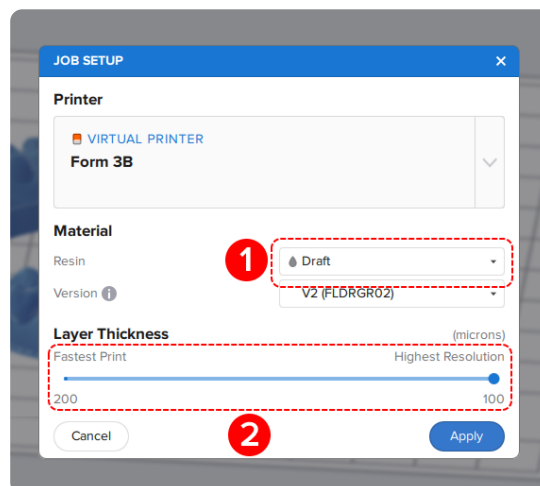 JOB SETUP
Printer
VIRTUAL PRINTER
Form 3B
Material
1
Resin
Draft
Version
V2 (FLDRGR02)
Layer Thickness (microns)
Fastest Print Highest Resolution
200 100
Cancel
2
Apply